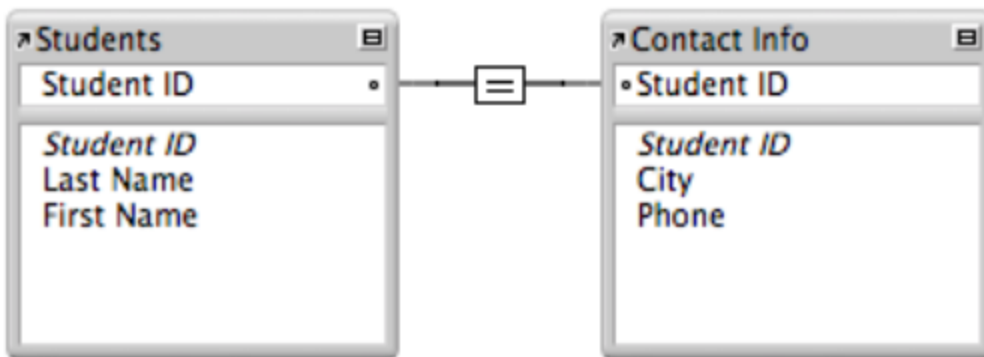 Students
Student ID
Student ID
Last Name
First Name
=
Contact Info
Student ID
Student ID
City
Phone